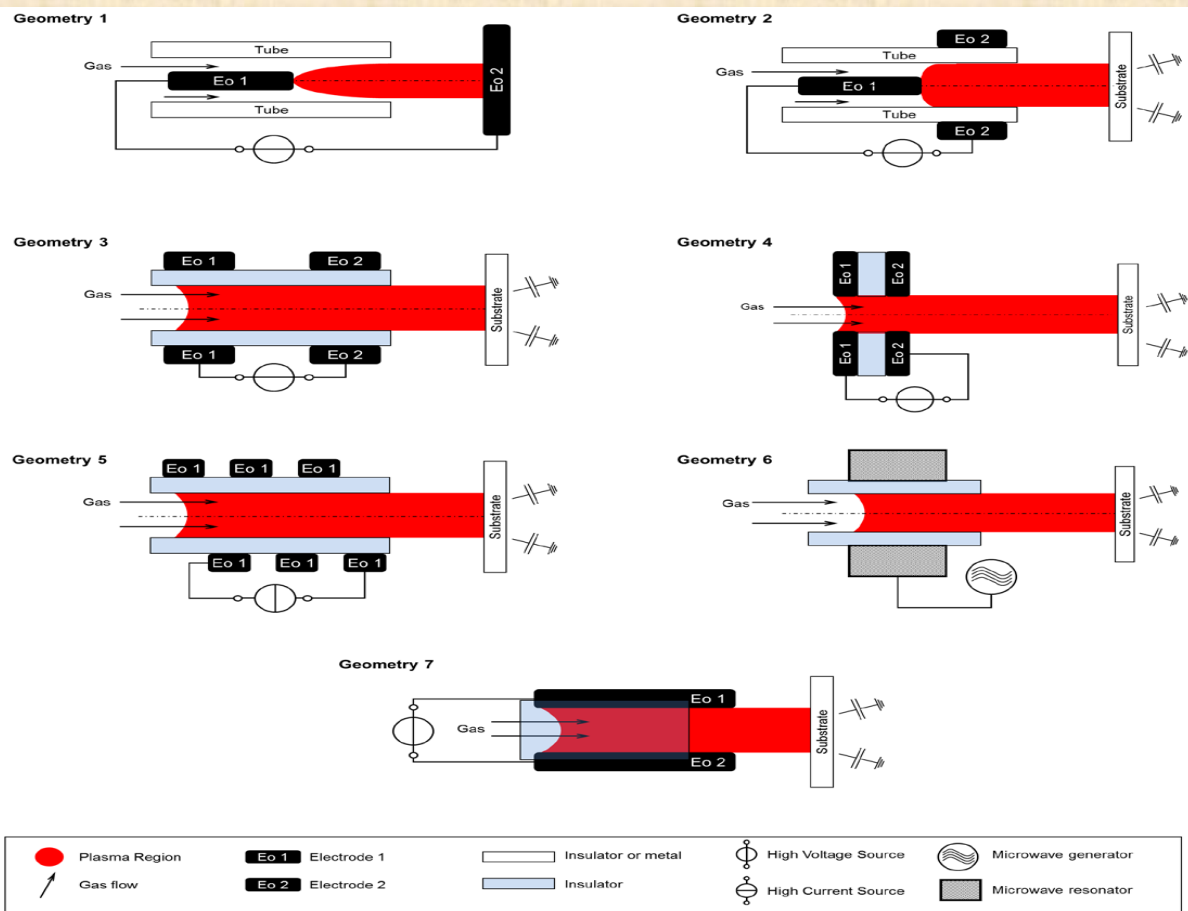 Geometry 1
Tube
Gas
Eo 1
Eo 2
Tube
Geometry 2
Eo 2
Tube
Gas
Eo 1
Tube
Eo 2
Substrate
Geometry 3
Eo 1
Eo 2
Gas
Substrate
Eo 1
Eo 2
Geometry 4
Eo 1
Eo 2
Gas
Substrate
Eo 1
Eo 2
Geometry 5
Eo 1
Eo 1
Eo 1
Gas
Substrate
Eo 1
Eo 1
Eo 1
Geometry 6
Gas
Substrate
Geometry 7
Eo 1
Gas
Eo 2
Substrate
Plasma Region
Gas flow
Eo 1 Electrode 1
Eo 2 Electrode 2
Insulator or metal
Insulator
High Voltage Source
High Current Source
Microwave generator
Microwave resonator